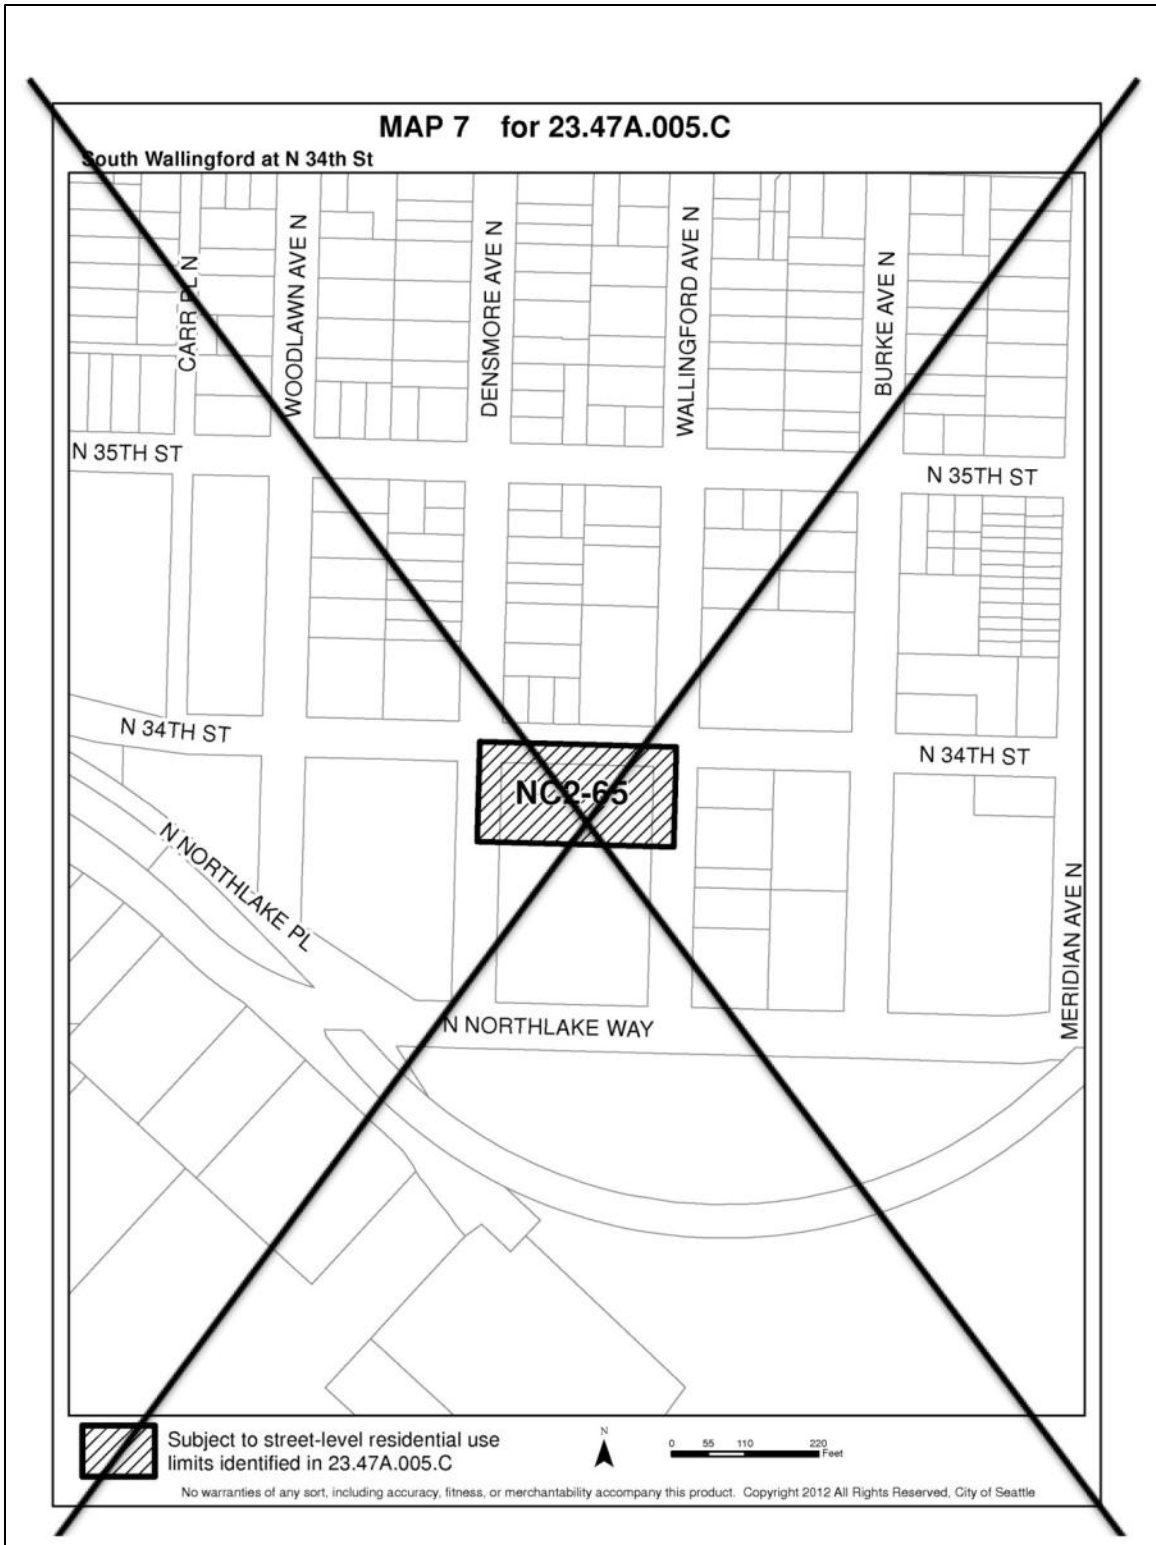 MAP 7 for 23.47A.005.C
South Wallingford at N 34th St
CARR PL N
WOODLAWN AVE N
DENSMORE AVE N
WALLINGFORD AVE N
BURKE AVE N
N 35TH ST
N 35TH ST
N 34TH ST
N 34TH ST
NC2-65
N NORTHLAKE PL
MERIDIAN AVE N
N NORTHLAKE WAY
Subject to street-level residential use
limits identified in 23.47A.005.C
N
0 55 110 220
Feet
No warranties of any sort, including accuracy, fitness, or merchantability accompany this product. Copyright 2012 All Rights Reserved, City of Seattle